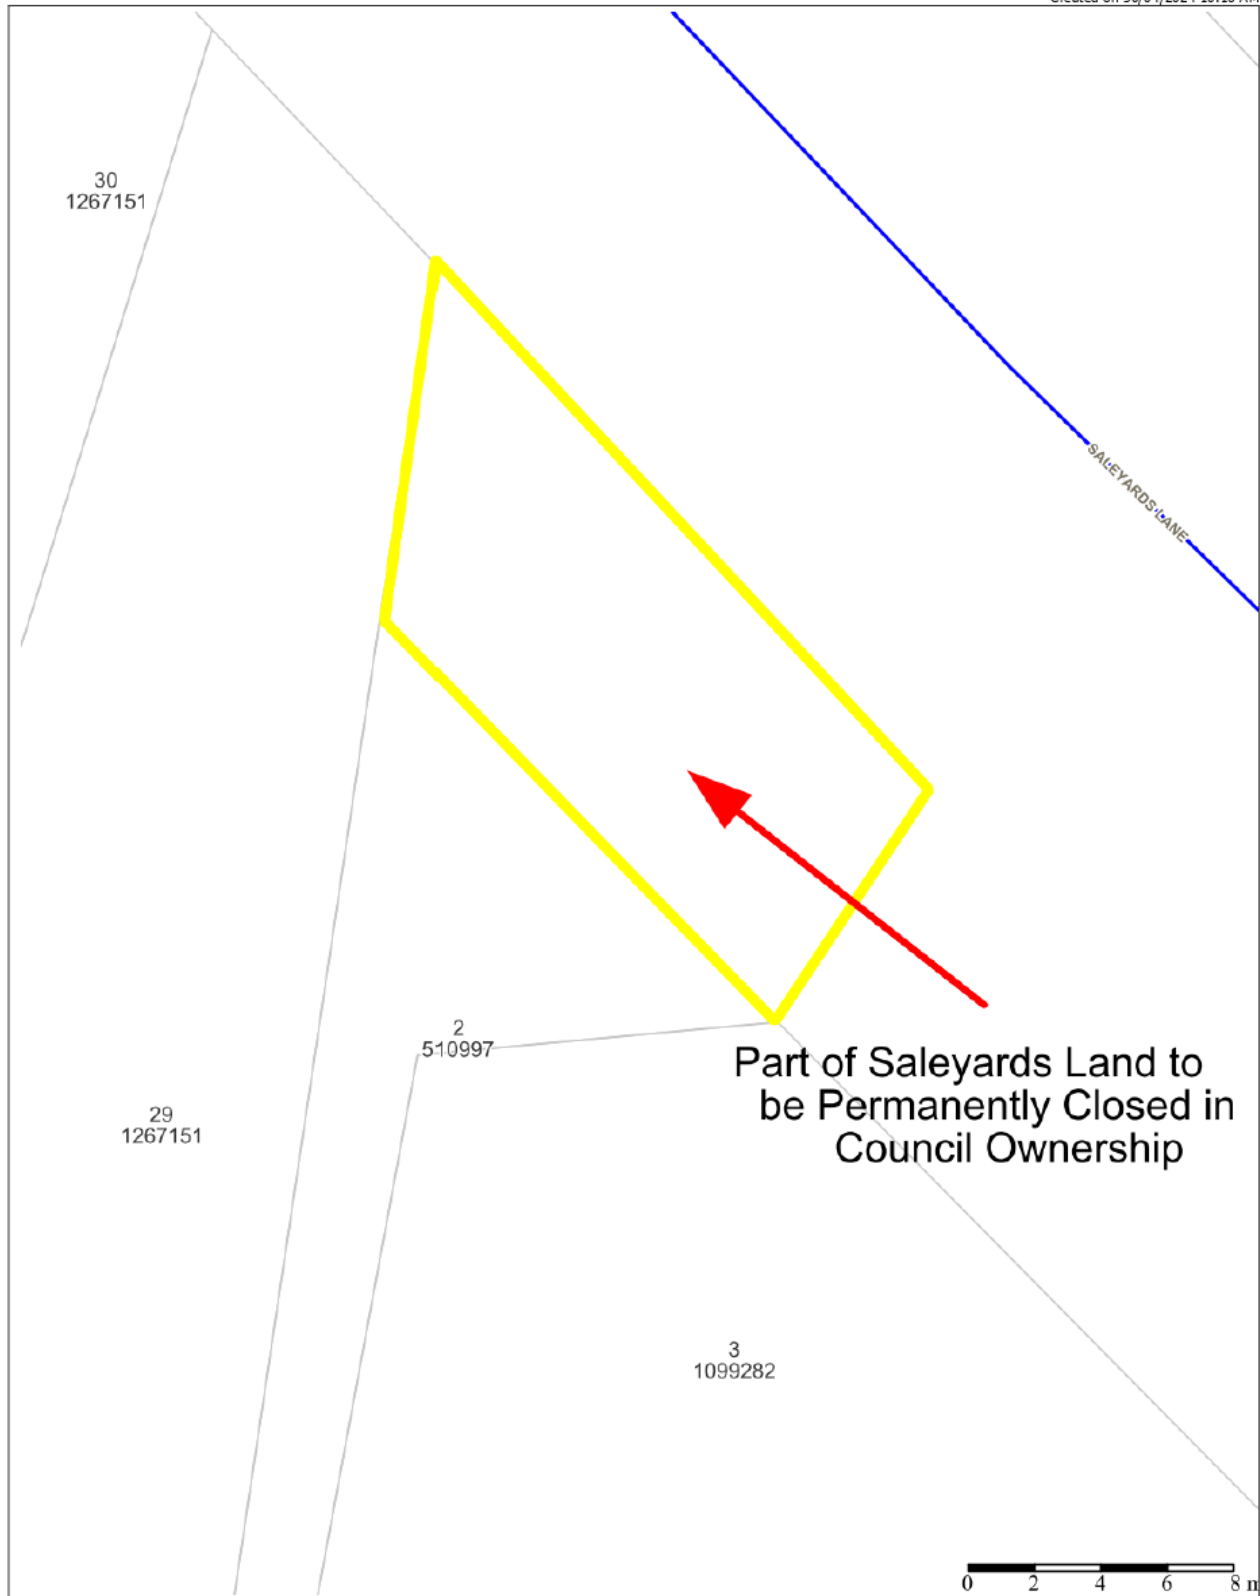 30
1267151
SALEYARDS LANE
2
510997
Part of Saleyards Land to
be Permanently Closed in
Council Ownership
29
1267151
3
1099282
0 2 4 6 8